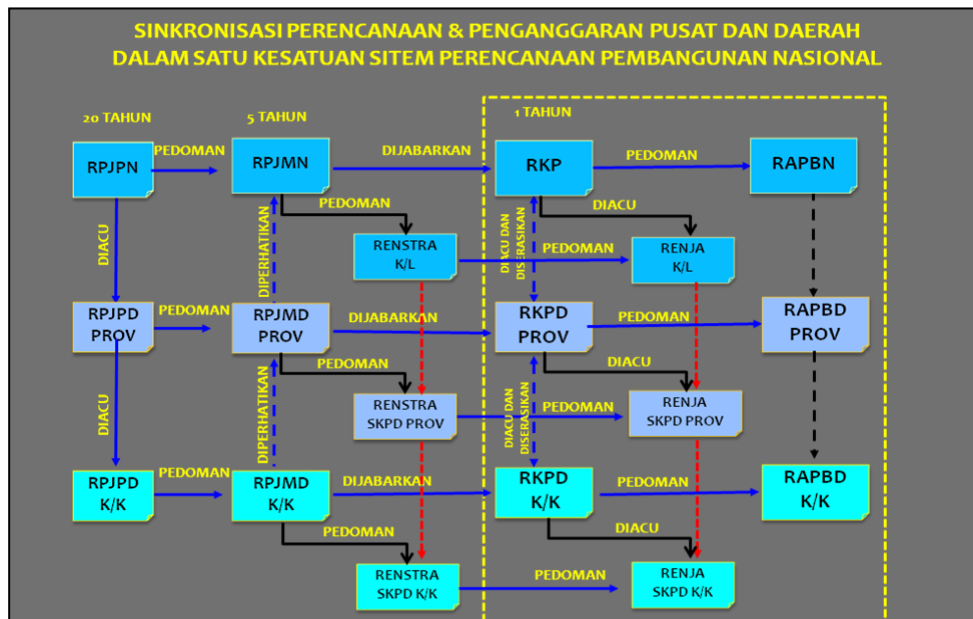 SINKRONISASI PERENCANAAN & PENGANGGARAN PUSAT DAN DAERAH
DALAM SATU KESATUAN SITEM PERENCANAAN PEMBANGUNAN NASIONAL
20 TAHUN
5 TAHUN
1 TAHUN
RPJPN
PEDOMAN
RPJMN
DIJABARKAN
RKP
PEDOMAN
RAPBN
DIACU
DIPERHATIKAN
PEDOMAN
RENSTRA
K/L
PEDOMAN
DIACU DAN
DISERASIKAN
DIACU
RENJA
K/L
RPJPD
PROV
PEDOMAN
RPJMD
PROV
DIJABARKAN
RKPD
PROV
PEDOMAN
RAPBD
PROV
DIACU
DIPERHATIKAN
PEDOMAN
RENSTRA
SKPD PROV
PEDOMAN
DIACU DAN
DISERASIKAN
DIACU
RENJA
SKPD PROV
RPJPD
K/K
PEDOMAN
RPJMD
K/K
DIJABARKAN
RKPD
K/K
PEDOMAN
RAPBD
K/K
PEDOMAN
RENSTRA
SKPD K/K
PEDOMAN
DIACU
RENJA
SKPD K/K